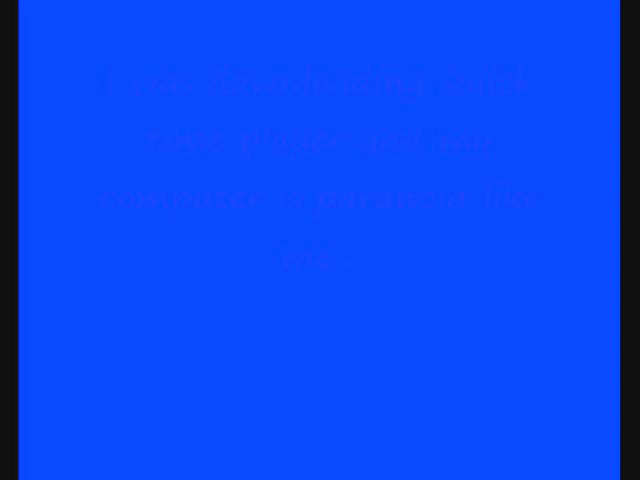 I was downloading Quick
time player and my
computer is paranoia like
me.